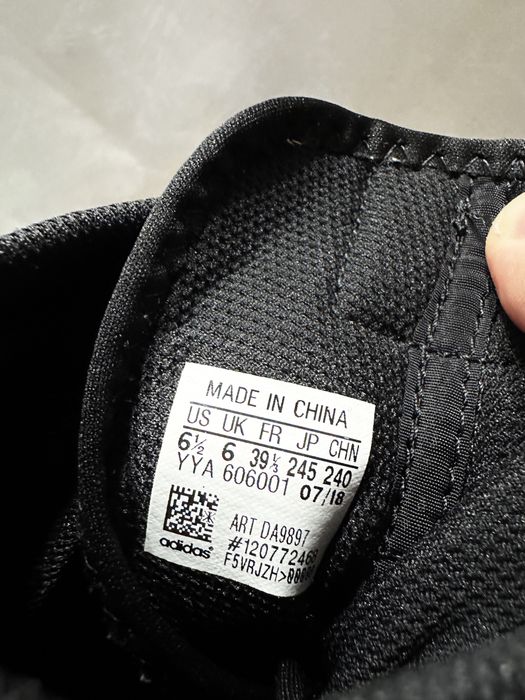 MADE IN CHINA
US UK FR JP CHN
6½ 6 39⅓ 245 240
YYA 606001 07/18
ART DA9897
#120772468
F5VRJZH>
adidas